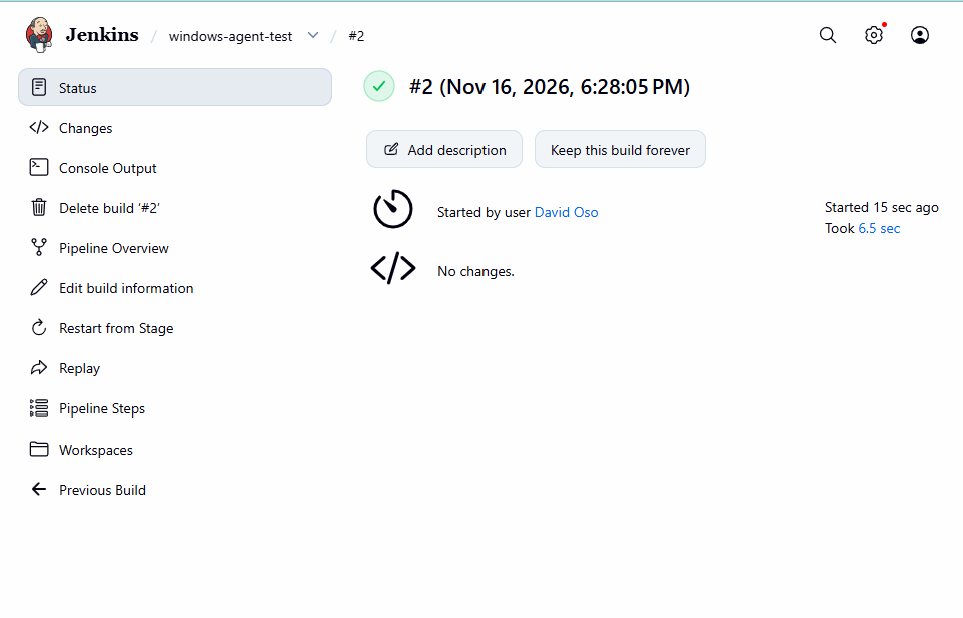 Jenkins / windows-agent-test / #2
Status
Changes
Console Output
Delete build ‘#2’
Pipeline Overview
Edit build information
Restart from Stage
Replay
Pipeline Steps
Workspaces
Previous Build
#2 (Nov 16, 2026, 6:28:05 PM)
Add description
Keep this build forever
Started by user David Oso
Started 15 sec ago
Took 6.5 sec
No changes.